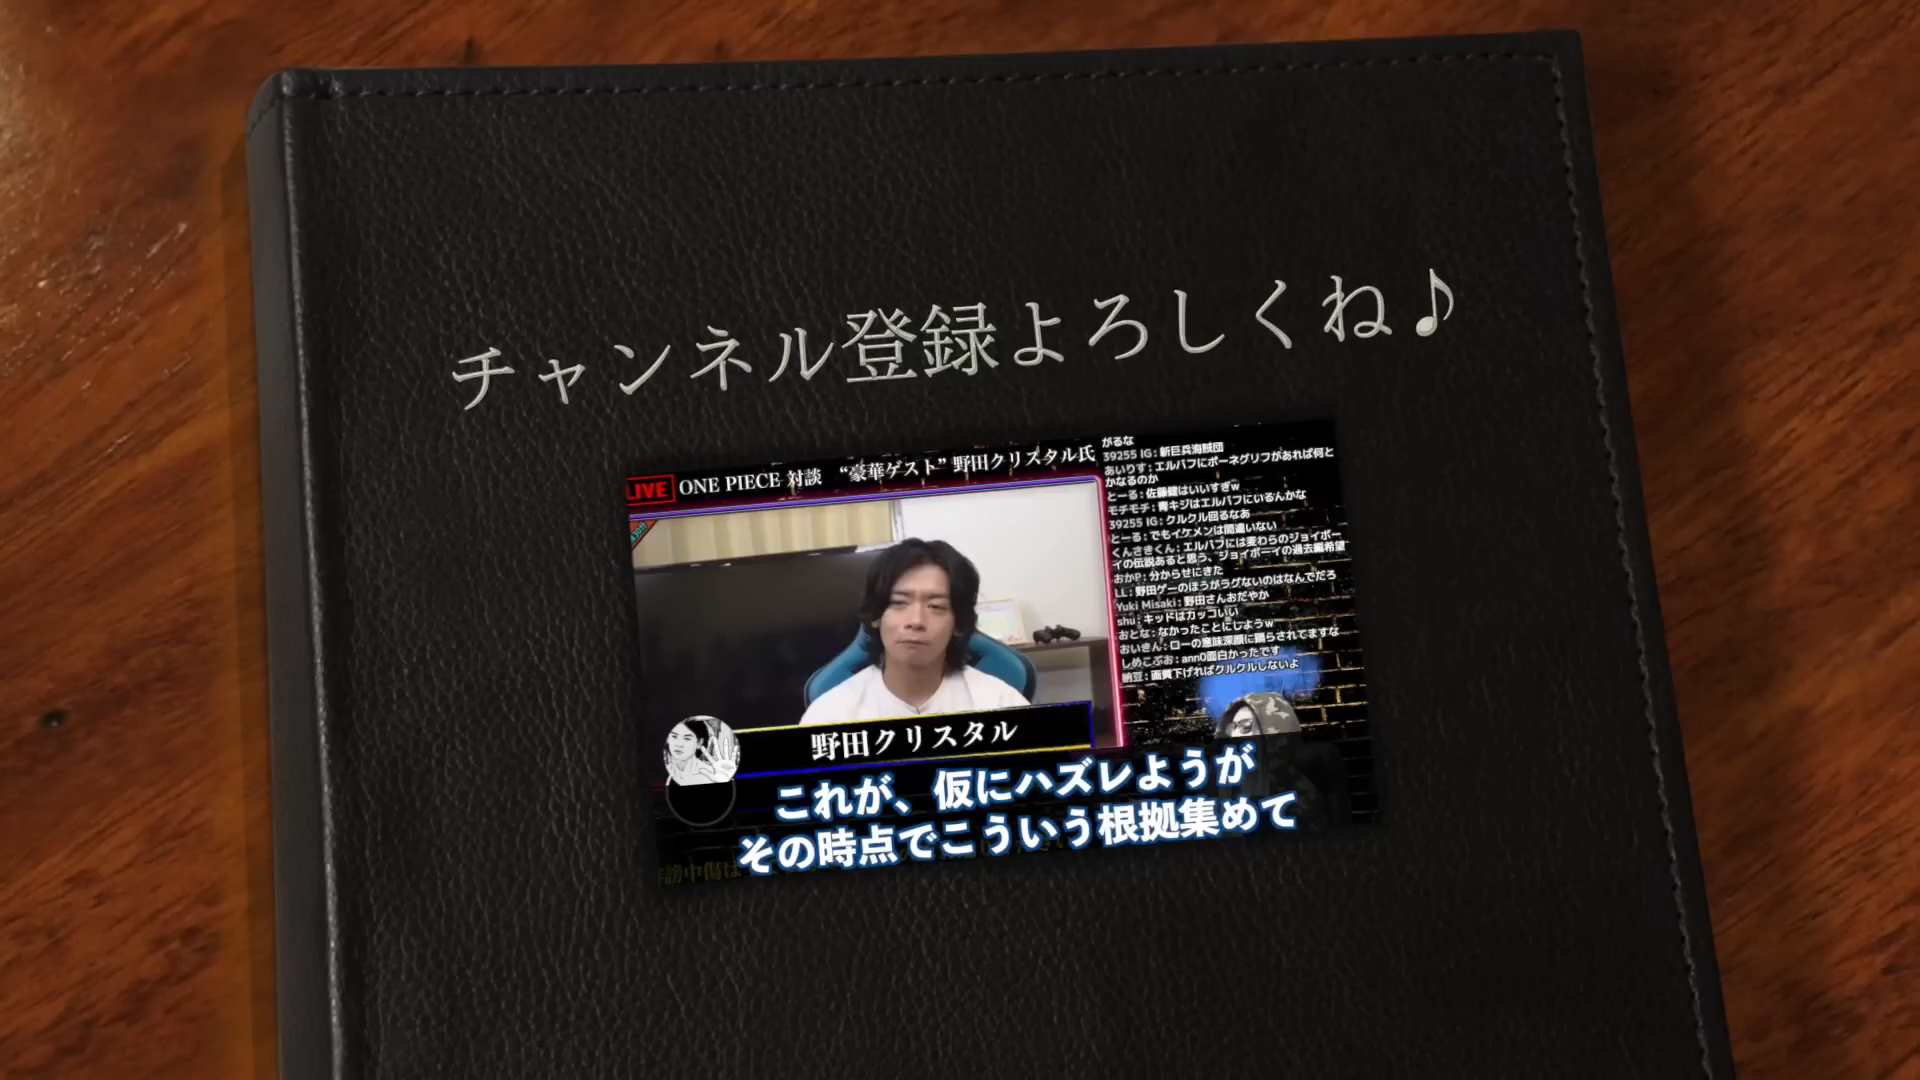 チャンネル登録よろしくね♪
LIVE
ONE PIECE 対談 “豪華ゲスト” 野田クリスタル氏
がるな
39255 IG : 新巨兵海賊団
あいりす : エルバフにポーネグリフがあれば何と
かなるのか
とーる : 佐藤健はいいすぎw
モチモチ : 青キジはエルバフにいるんかな
39255 IG : クルクル回るなあ
とーる : でもイケメンは間違いない
くんさきくん : エルバフには麦わらのジョイボー
イの伝説あると思う、ジョイボーイの過去編希望
おかP : 分からせにきた
LL : 野田ゲーのほうがラグないのはなんでだろ
Yuki Misaki : 野田さんおだやか
shu : キッドはカッコいい
おとな : なかったことにしようw
おいきん : ローの意味深顔に踊らされてますな
しめこぷお : ann0面白かったです
納豆 : 画質下げればクルクルしないよ
野田クリスタル
これが、仮にハズレようが
その時点でこういう根拠集めて
誹謗中傷は